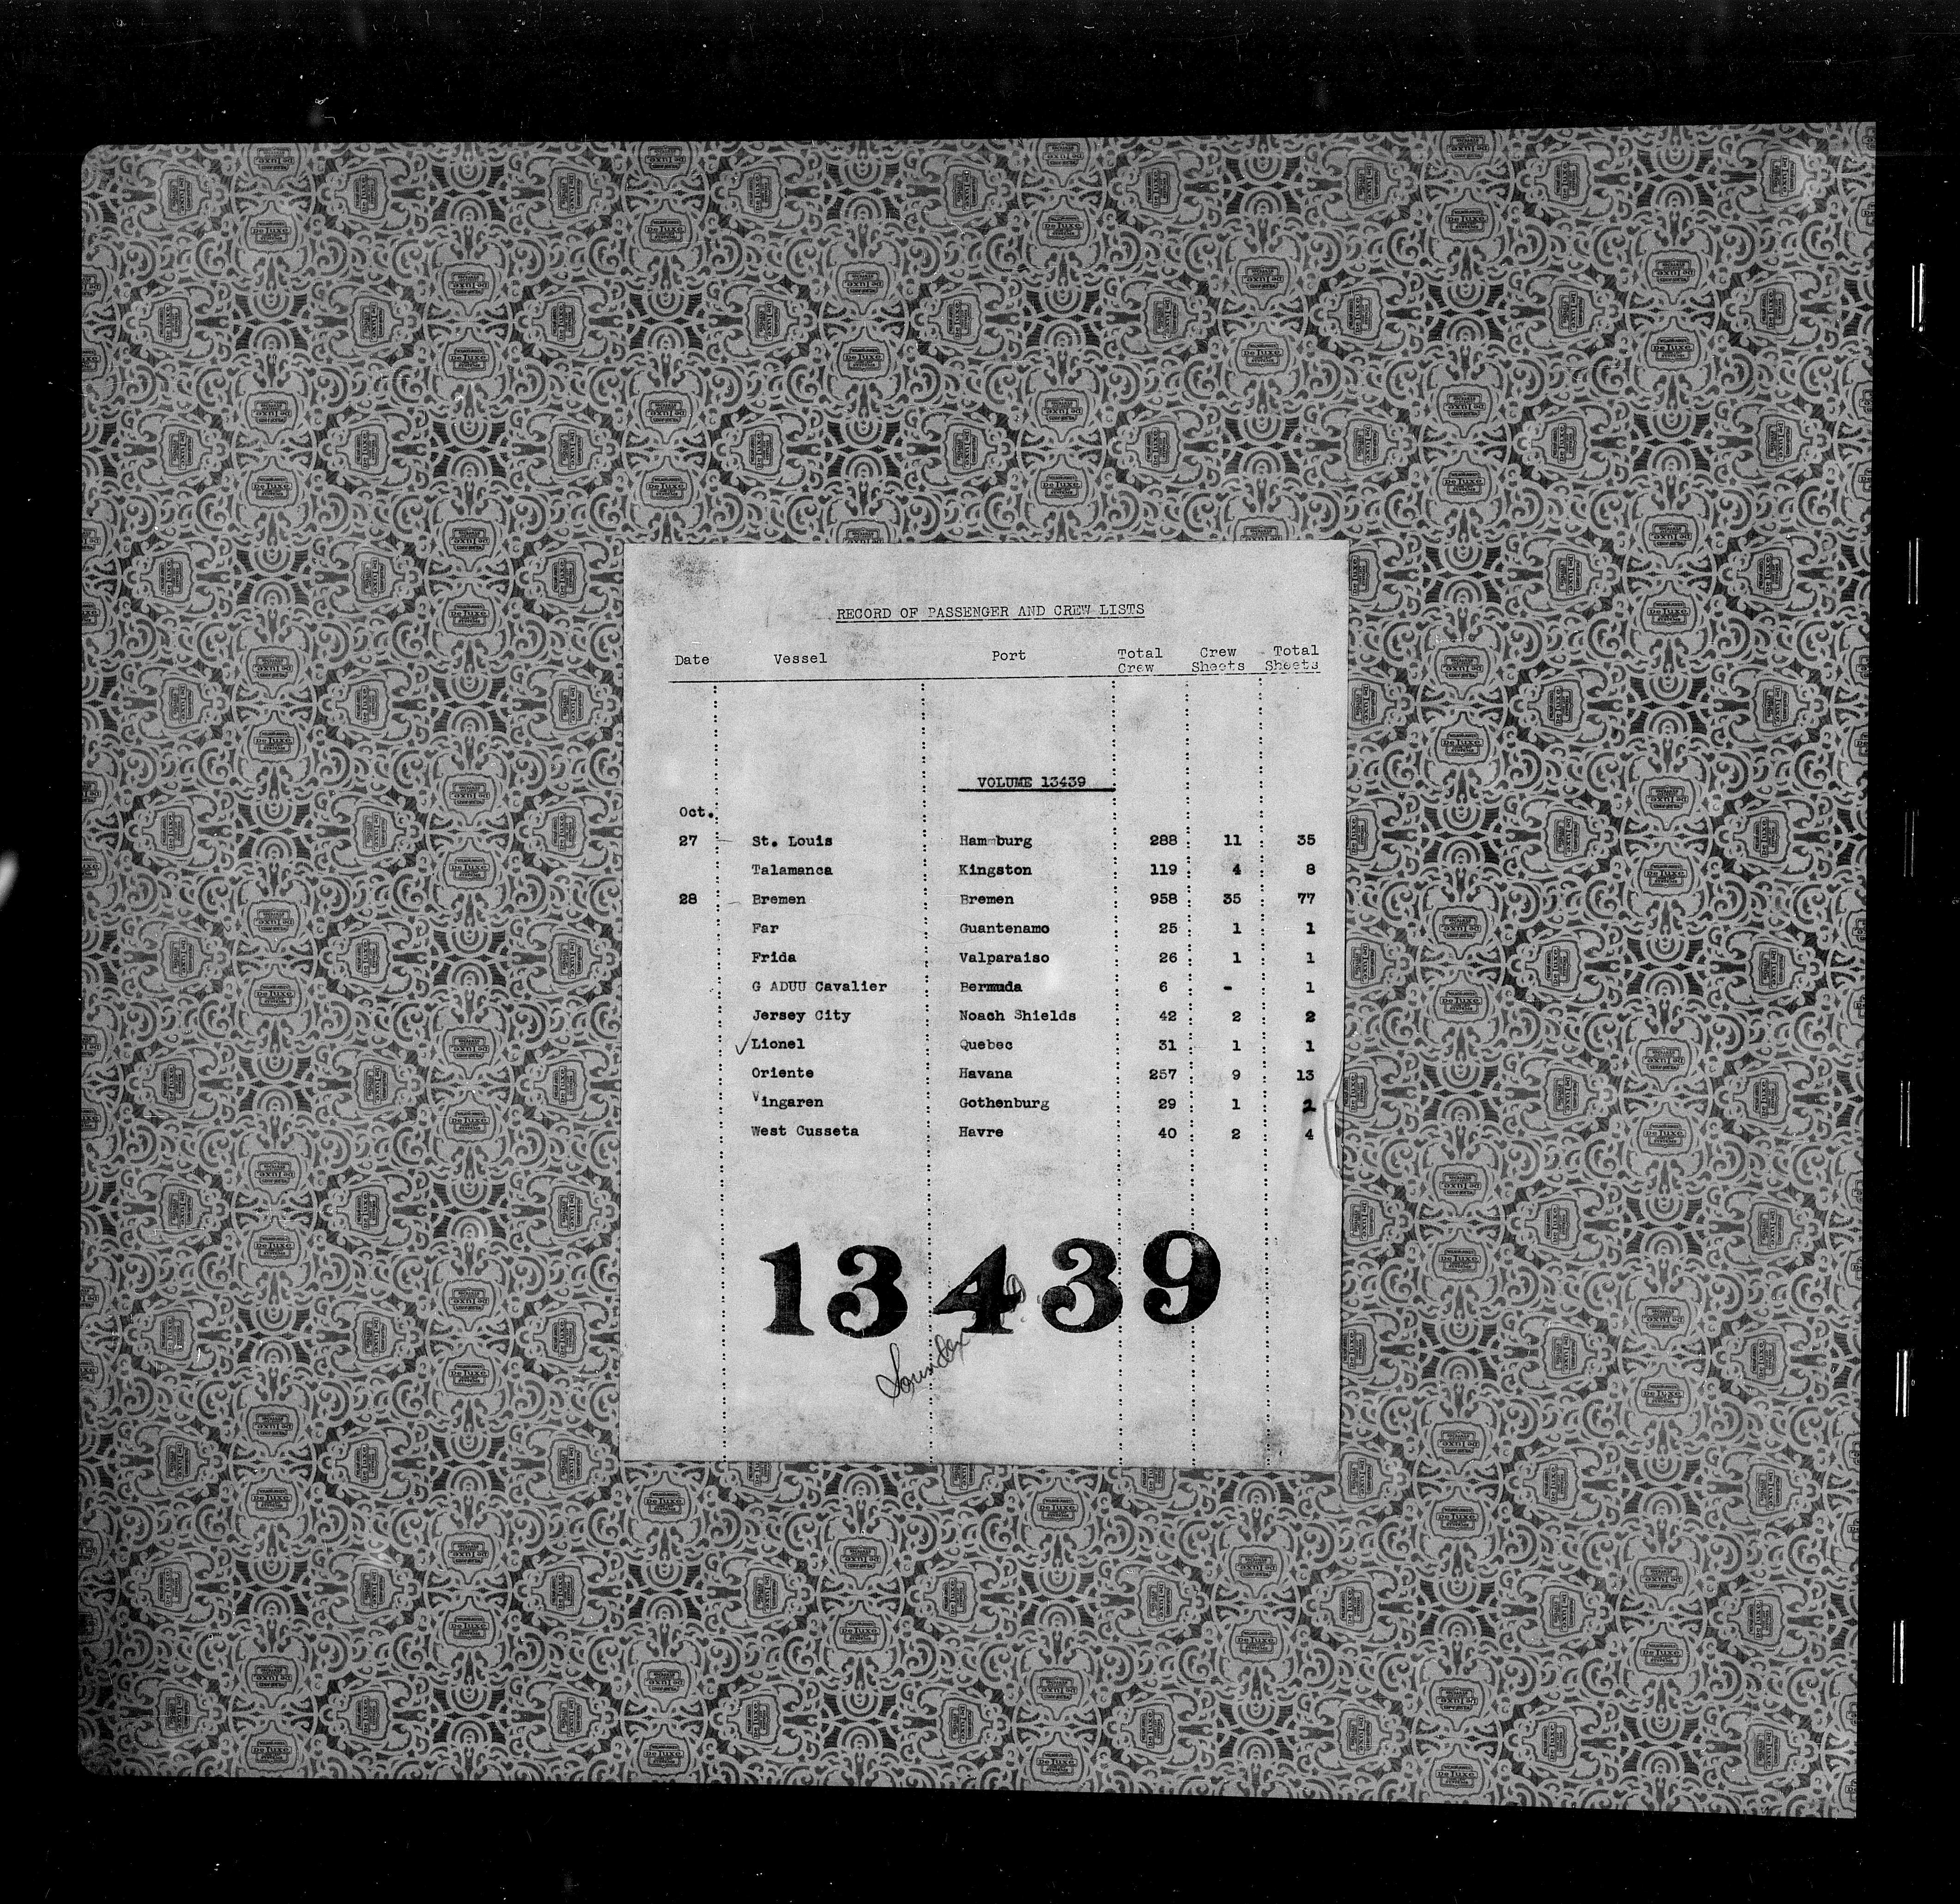 RECORD OF PASSENGER AND CREW LISTS
Date Vessel Port Total Crew Crew Sheets Total Sheets
VOLUME 13439
Oct.
27 St. Louis Hamburg 288 11 35
Talamanca Kingston 119 4 8
28 Bremen Bremen 958 35 77
Far Guantenamo 25 1 1
Frida Valparaiso 26 1 1
G ADUU Cavalier Bermuda 6 - 1
Jersey City Noach Shields 42 2 2
✓ Lionel Quebec 31 1 1
Oriente Havana 257 9 13
Vingaren Gothenburg 29 1
West Cusseta Havre 40 2 4
13439
Soundex
De Luxe